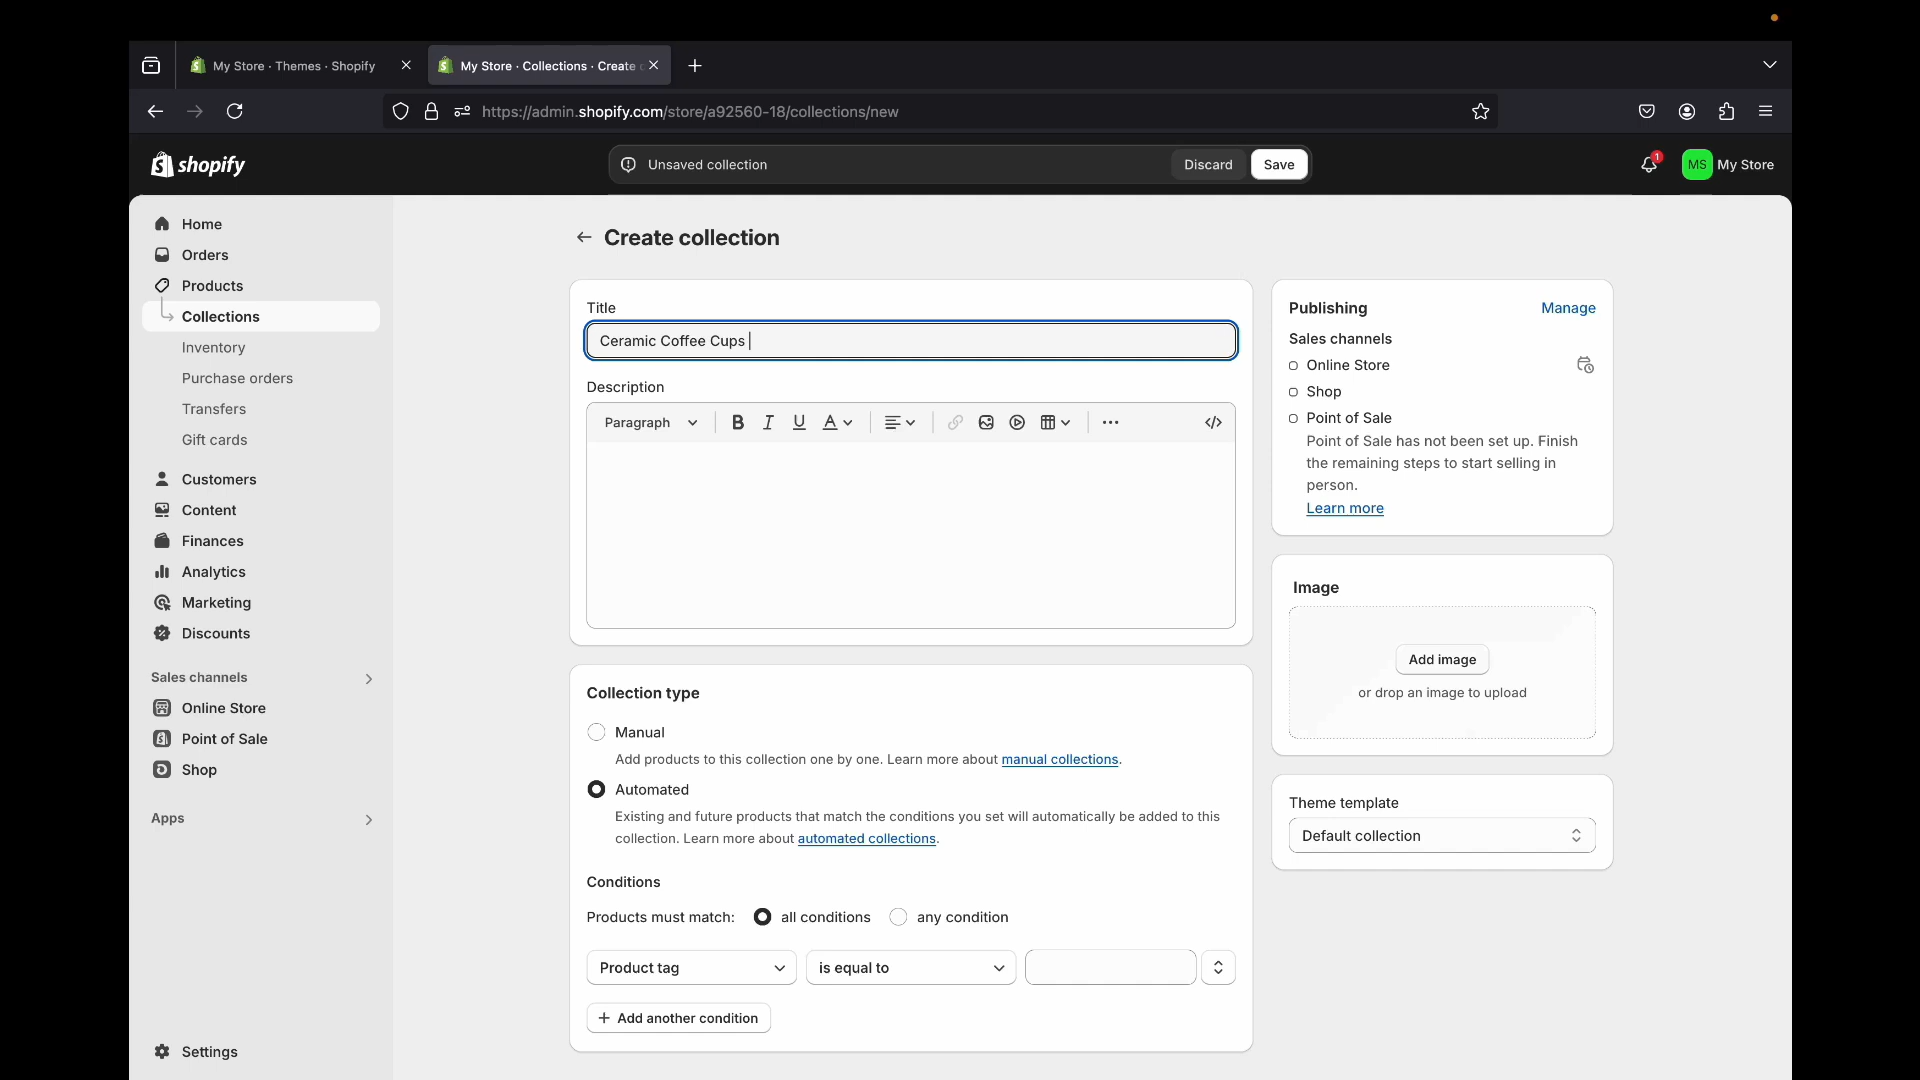 My Store · Themes · Shopify
My Store · Collections · Create
https://admin.shopify.com/store/a92560-18/collections/new
shopify
Unsaved collection
Discard
Save
1
MS
My Store
Home
Orders
Products
Collections
Inventory
Purchase orders
Transfers
Gift cards
Customers
Content
Finances
Analytics
Marketing
Discounts
Sales channels
Online Store
Point of Sale
Shop
Apps
Settings
Create collection
Title
Ceramic Coffee Cups
Description
Paragraph
Collection type
Manual
Add products to this collection one by one. Learn more about manual collections.
Automated
Existing and future products that match the conditions you set will automatically be added to this
collection. Learn more about automated collections.
Conditions
Products must match: all conditions any condition
Product tag
is equal to
Add another condition
Publishing
Manage
Sales channels
Online Store
Shop
Point of Sale
Point of Sale has not been set up. Finish
the remaining steps to start selling in
person.
Learn more
Image
Add image
or drop an image to upload
Theme template
Default collection